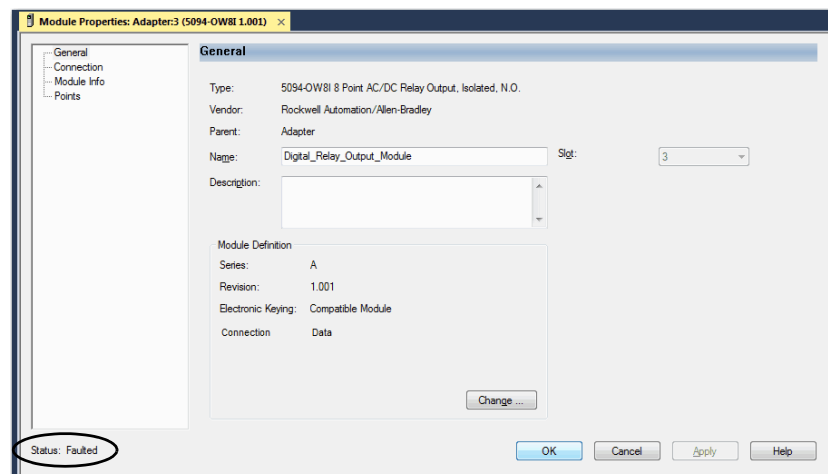 Module Properties: Adapter:3 (5094-OW8I 1.001) ×
General
Connection
Module Info
Points
General
Type: 5094-OW8I 8 Point AC/DC Relay Output, Isolated, N.O.
Vendor: Rockwell Automation/Allen-Bradley
Parent: Adapter
Name: Digital_Relay_Output_Module
Slot: 3
Description:
Module Definition
Series: A
Revision: 1.001
Electronic Keying: Compatible Module
Connection Data
Change ...
Status: Faulted
OK Cancel Apply Help